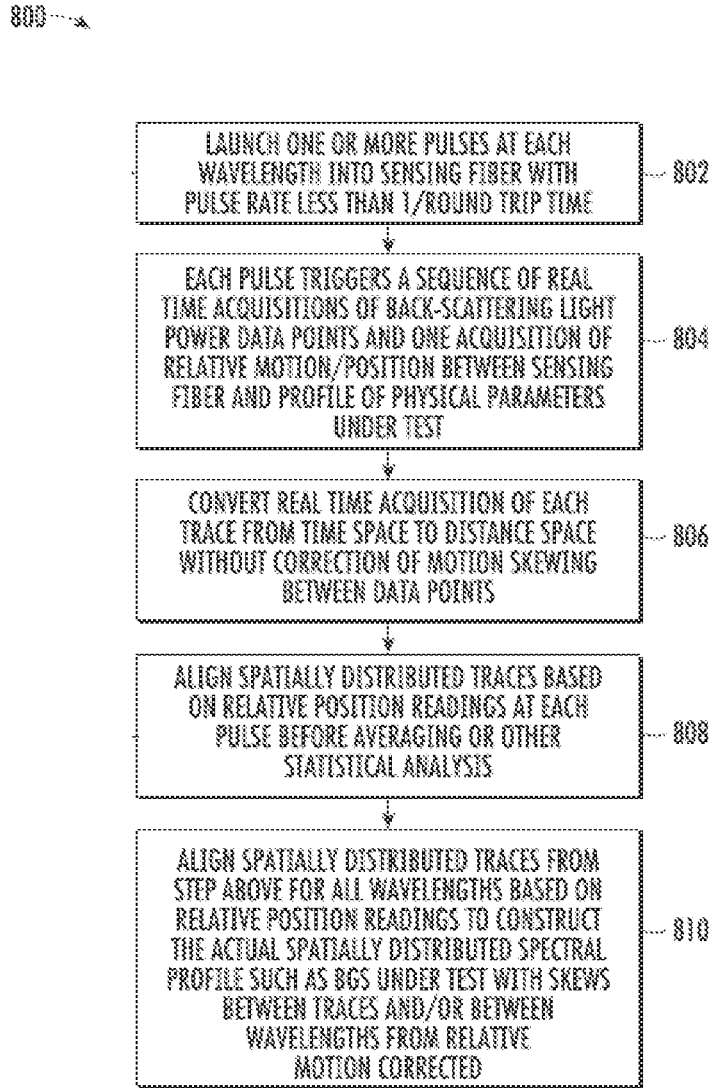 800
LAUNCH ONE OR MORE PULSES AT EACH
WAVELENGTH INTO SENSING FIBER WITH
PULSE RATE LESS THAN 1/ROUND TRIP TIME
802
EACH PULSE TRIGGERS A SEQUENCE OF REAL
TIME ACQUISITIONS OF BACK-SCATTERING LIGHT
POWER DATA POINTS AND ONE ACQUISITION OF
RELATIVE MOTION/POSITION BETWEEN SENSING
FIBER AND PROFILE OF PHYSICAL PARAMETERS
UNDER TEST
804
CONVERT REAL TIME ACQUISITION OF EACH
TRACE FROM TIME SPACE TO DISTANCE SPACE
WITHOUT CORRECTION OF MOTION SKEWING
BETWEEN DATA POINTS
806
ALIGN SPATIALLY DISTRIBUTED TRACES BASED
ON RELATIVE POSITION READINGS AT EACH
PULSE BEFORE AVERAGING OR OTHER
STATISTICAL ANALYSIS
808
ALIGN SPATIALLY DISTRIBUTED TRACES FROM
STEP ABOVE FOR ALL WAVELENGTHS BASED ON
RELATIVE POSITION READINGS TO CONSTRUCT
THE ACTUAL SPATIALLY DISTRIBUTED SPECTRAL
PROFILE SUCH AS BGS UNDER TEST WITH SKEWS
BETWEEN TRACES AND/OR BETWEEN
WAVELENGTHS FROM RELATIVE
MOTION CORRECTED
810